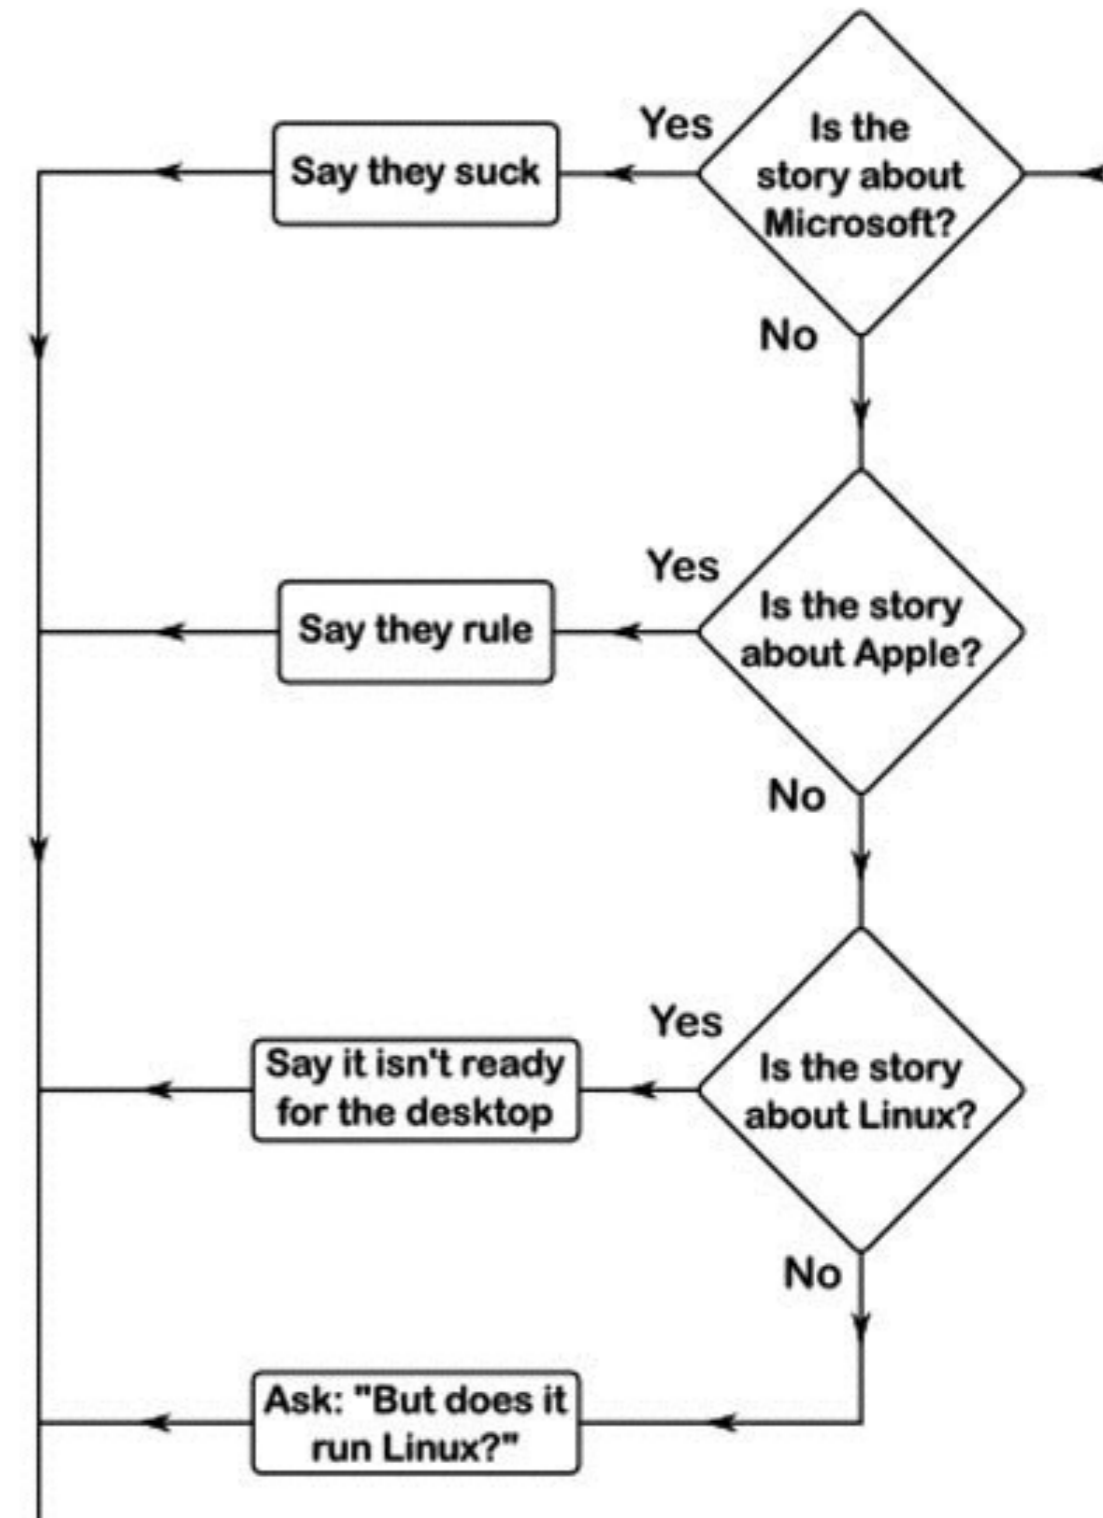 Yes
Is the
story about
Microsoft?
Say they suck
No
Yes
Is the story
about Apple?
Say they rule
No
Yes
Is the story
about Linux?
Say it isn't ready
for the desktop
No
Ask: "But does it
run Linux?"